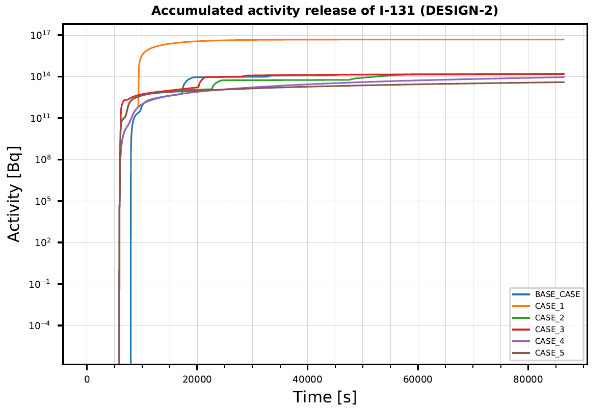 Accumulated activity release of I-131 (DESIGN-2)
Activity [Bq]
10^17
10^14
10^11
10^8
10^5
10^2
10^−1
10^−4
BASE_CASE
CASE_1
CASE_2
CASE_3
CASE_4
CASE_5
0 20000 40000 60000 80000
Time [s]